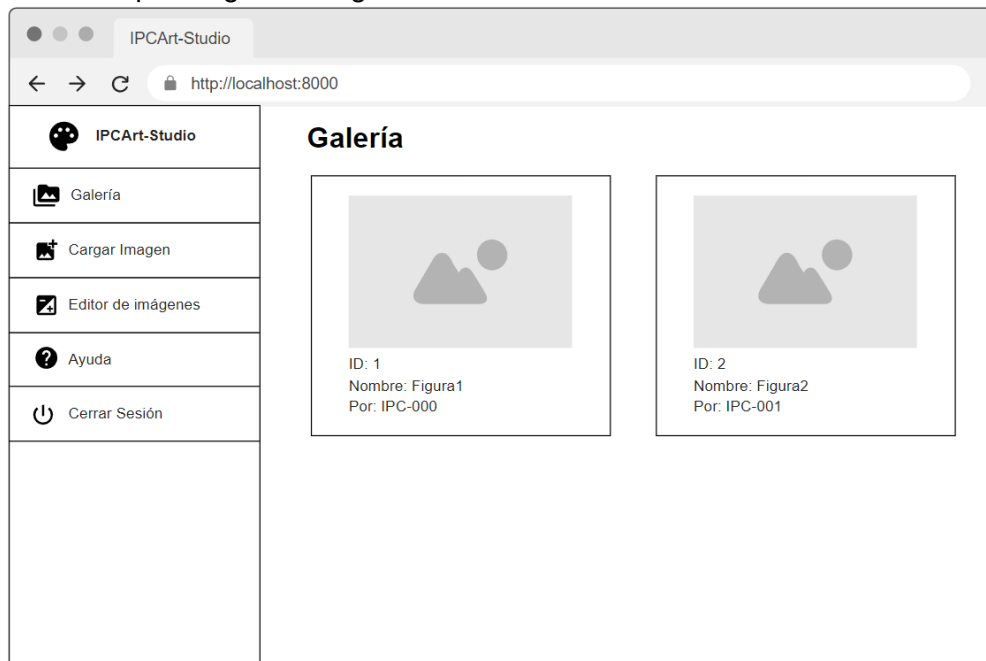 IPCArt-Studio
http://localhost:8000
IPCArt-Studio
Galería
Cargar Imagen
Editor de imágenes
Ayuda
Cerrar Sesión
Galería
ID: 1
Nombre: Figura1
Por: IPC-000
ID: 2
Nombre: Figura2
Por: IPC-001